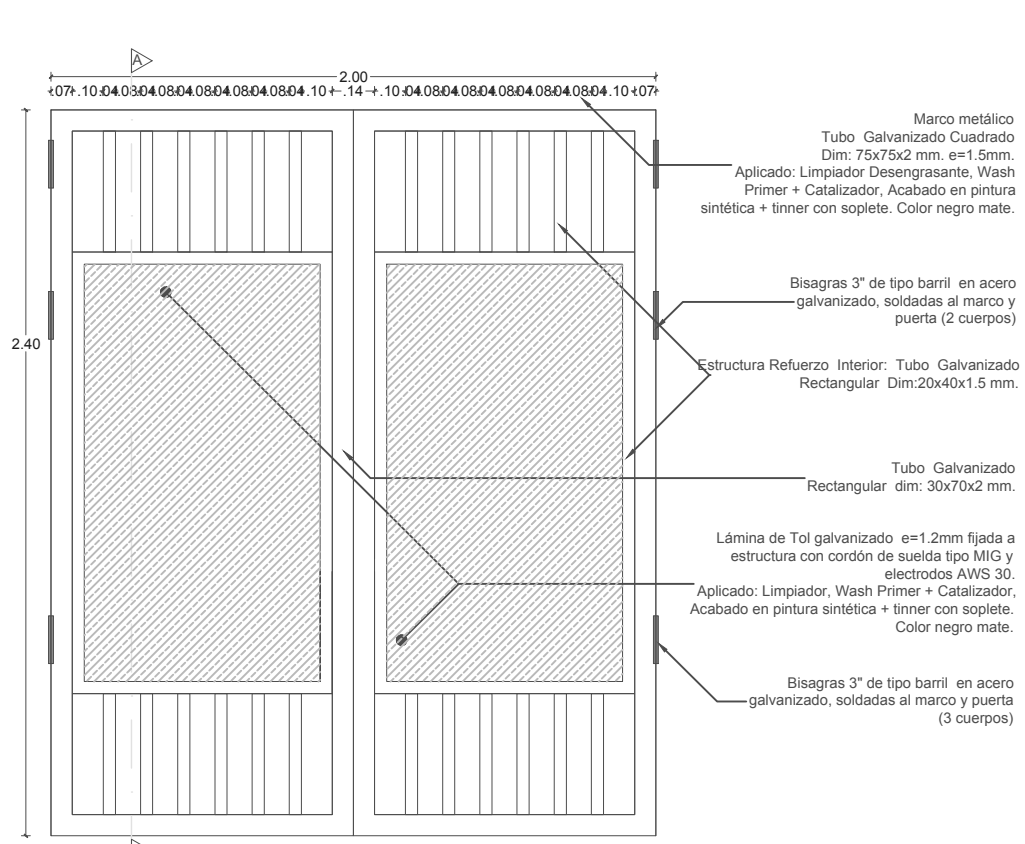 A
2.00
.07 .10 .04 .08 .04 .08 .04 .08 .04 .08 .04 .08 .04 .10 .14 .10 .04 .08 .04 .08 .04 .08 .04 .08 .04 .08 .04 .10 .07
Marco metálico
Tubo Galvanizado Cuadrado
Dim: 75x75x2 mm. e=1.5mm.
Aplicado: Limpiador Desengrasante, Wash
Primer + Catalizador, Acabado en pintura
sintética + tinner con soplete. Color negro mate.
Bisagras 3" de tipo barril en acero
galvanizado, soldadas al marco y
puerta (2 cuerpos)
2.40
Estructura Refuerzo Interior: Tubo Galvanizado
Rectangular Dim:20x40x1.5 mm.
Tubo Galvanizado
Rectangular dim: 30x70x2 mm.
Lámina de Tol galvanizado e=1.2mm fijada a
estructura con cordón de suelda tipo MIG y
electrodos AWS 30.
Aplicado: Limpiador, Wash Primer + Catalizador,
Acabado en pintura sintética + tinner con soplete.
Color negro mate.
Bisagras 3" de tipo barril en acero
galvanizado, soldadas al marco y puerta
(3 cuerpos)